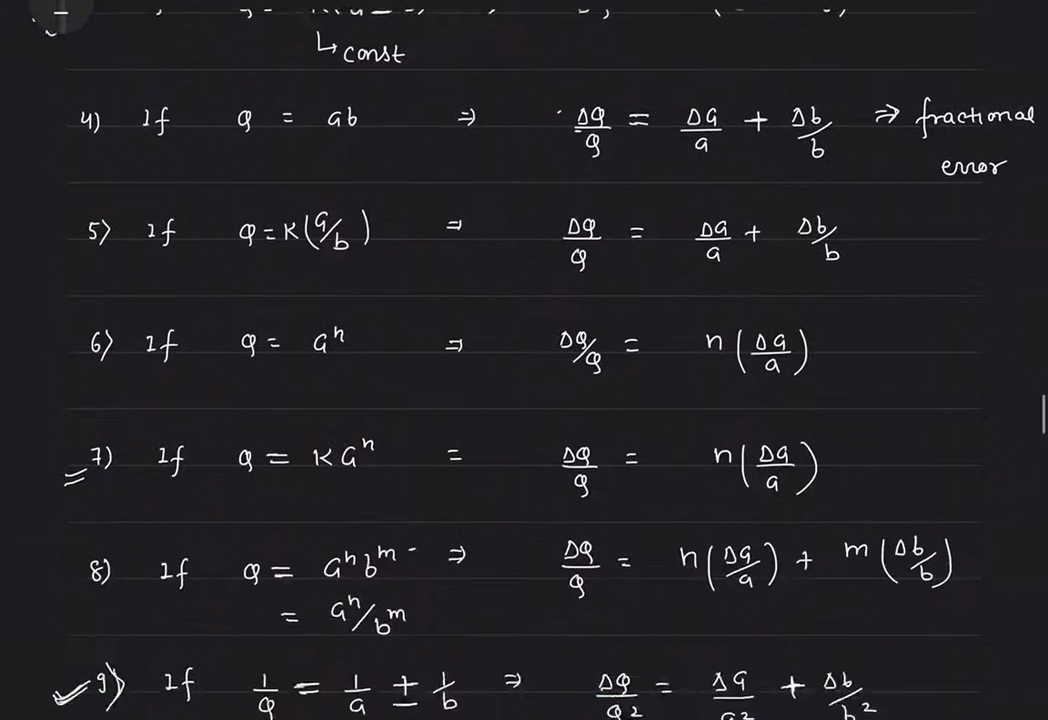 ↳ const
4) If Q = ab ⇒ ΔQ/Q = Δa/a + Δb/b ⇒ fractional error
5) If Q = K(a/b) ⇒ ΔQ/Q = Δa/a + Δb/b
6) If Q = aⁿ ⇒ ΔQ/Q = n(Δa/a)
7) If Q = Kaⁿ = ΔQ/Q = n(Δa/a)
8) If Q = aⁿbᵐ ⇒ ΔQ/Q = n(Δa/a) + m(Δb/b)
= aⁿ/bᵐ
9) If 1/Q = 1/a ± 1/b ⇒ ΔQ/Q² = Δa/a² + Δb/b²